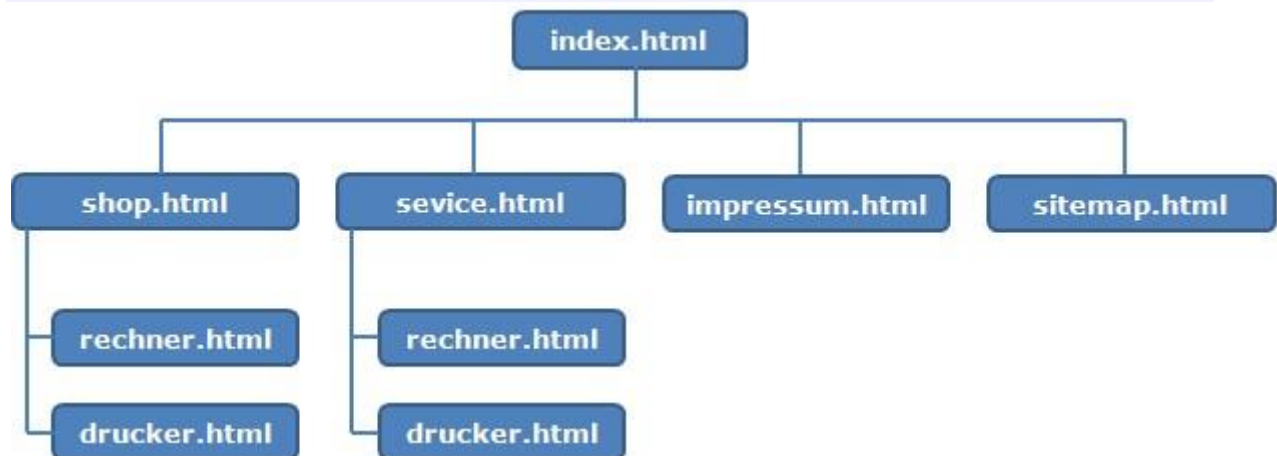 index.html
shop.html
sevice.html
impressum.html
sitemap.html
rechner.html
rechner.html
drucker.html
drucker.html